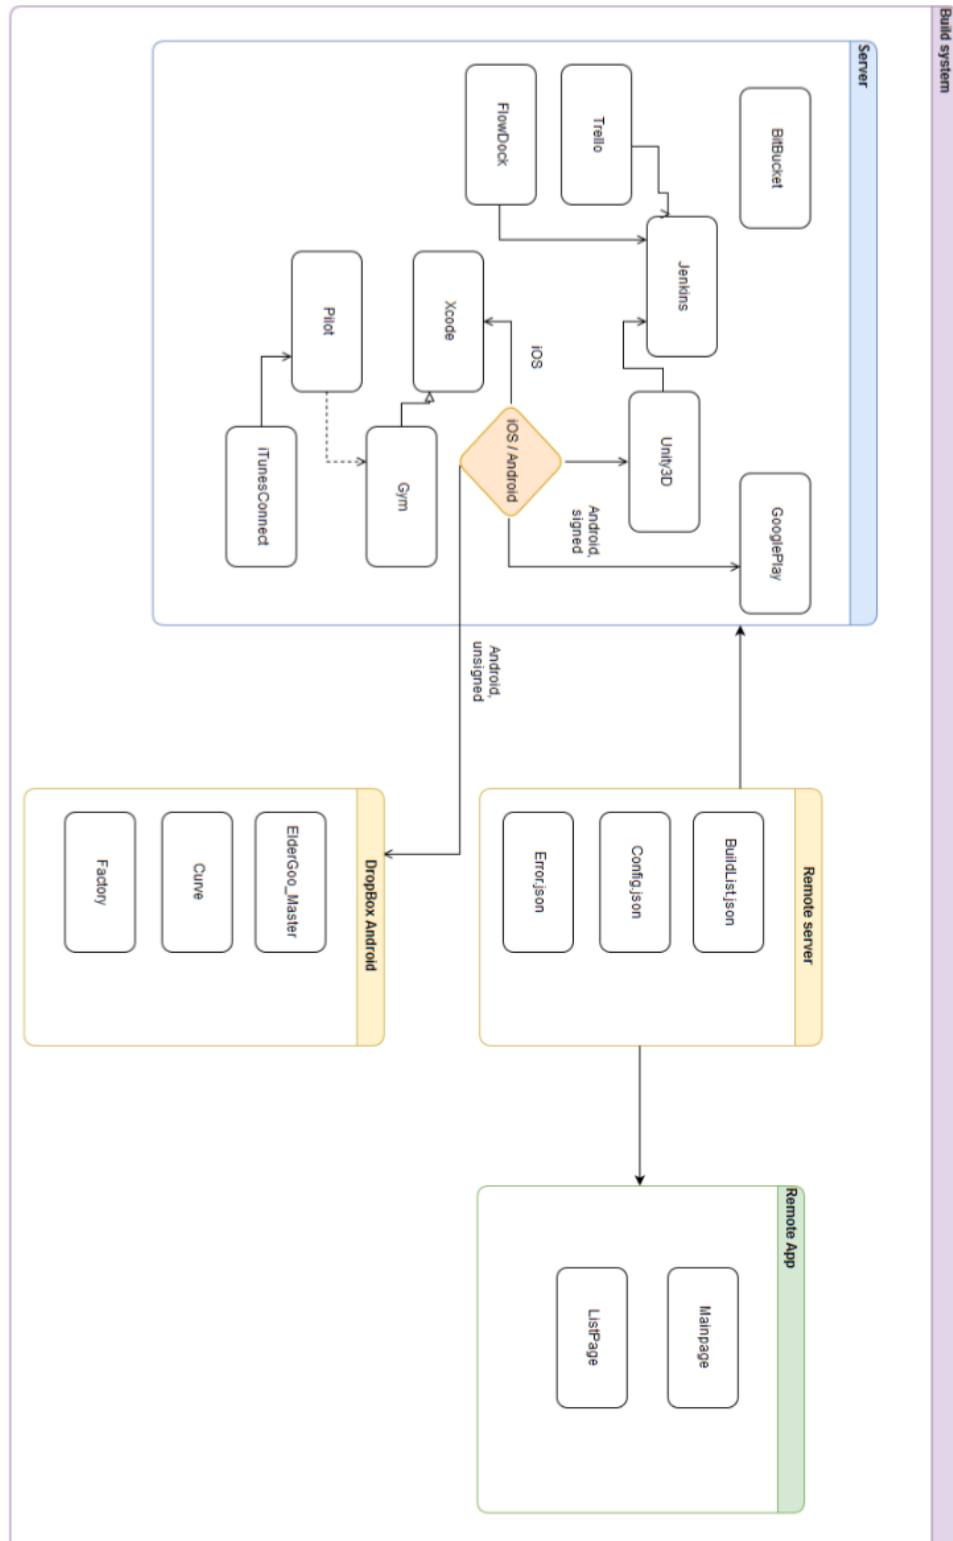 Build system
Server
BitBucket
GooglePlay
Jenkins
Unity3D
Trello
Android,
signed
FlowDock
iOS
iOS / Android
Xcode
Gym
Pilot
iTunesConnect
Android,
unsigned
Remote server
BuildList.json
Config.json
Error.json
DropBox Android
ElderGoo_Master
Curve
Factory
Remote App
Mainpage
ListPage